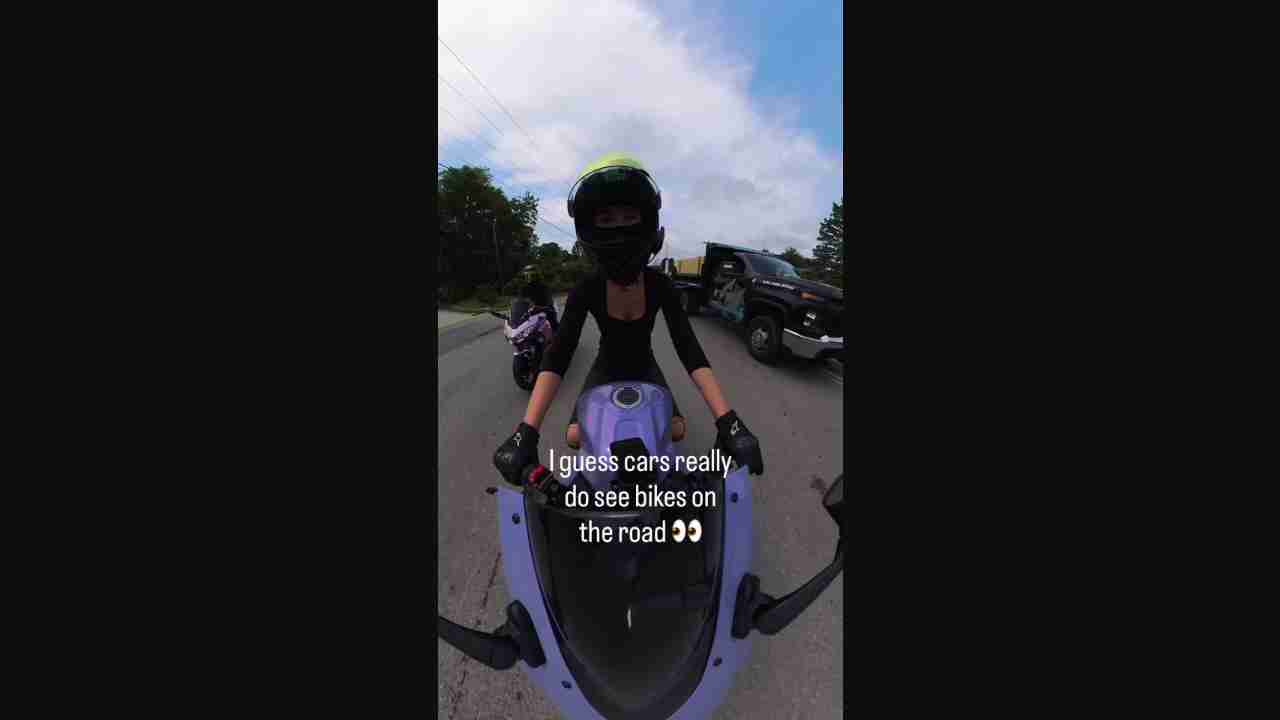 I guess cars really
do see bikes on
the road 👀